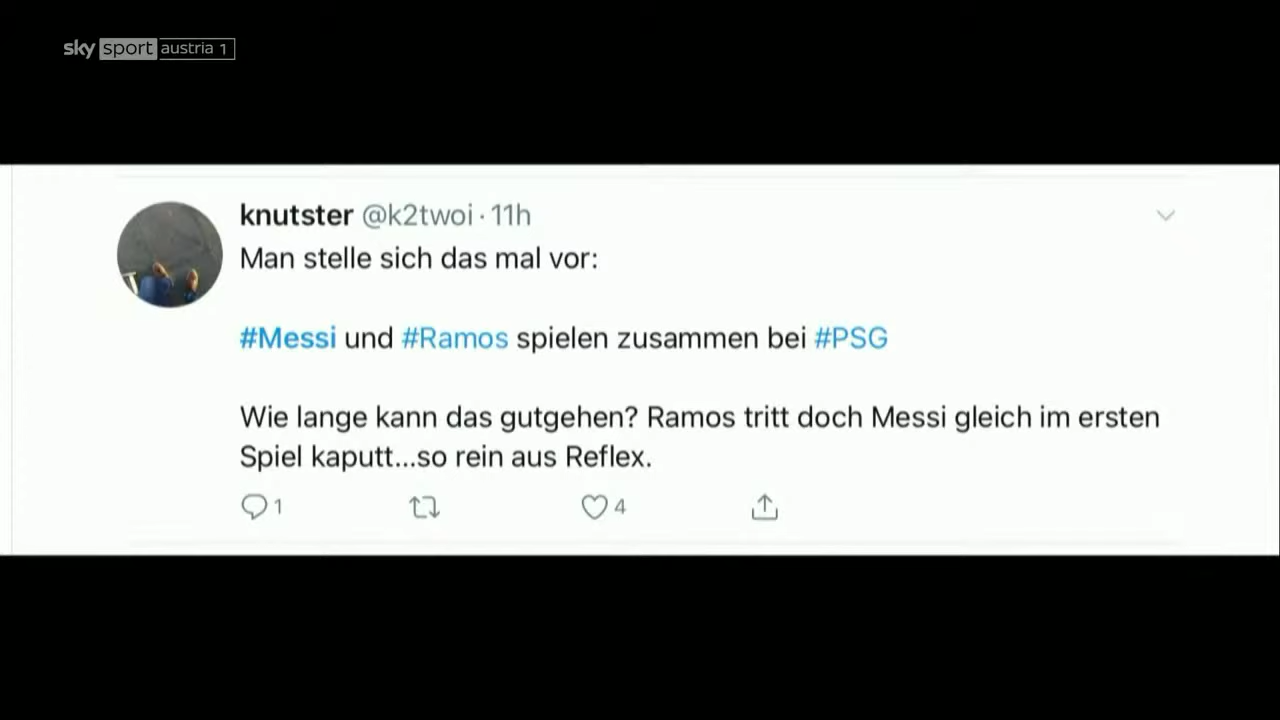 sky sport austria 1
knutster @k2twoi · 11h
Man stelle sich das mal vor:
#Messi und #Ramos spielen zusammen bei #PSG
Wie lange kann das gutgehen? Ramos tritt doch Messi gleich im ersten
Spiel kaputt...so rein aus Reflex.
1 4